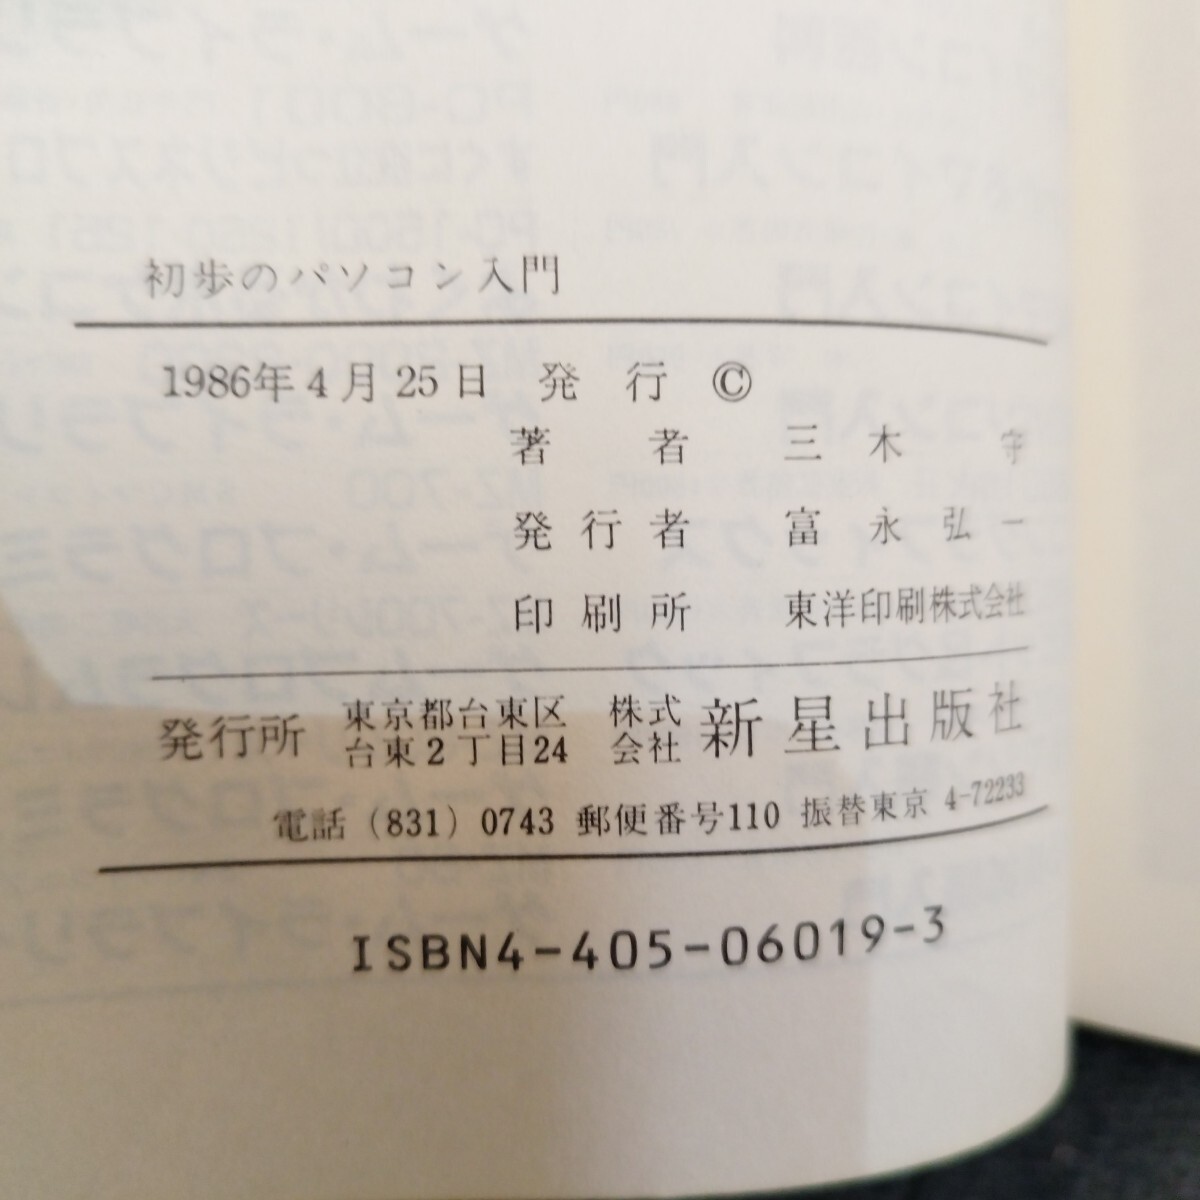 初歩のパソコン入門
1986年4月25日 発行 ©
著者 三木守
発行者 富永弘一
印刷所 東洋印刷株式会社
発行所 東京都台東区台東2丁目24 株式会社 新星出版社
電話(831)0743 郵便番号110 振替東京 4-72233
ISBN4-405-06019-3